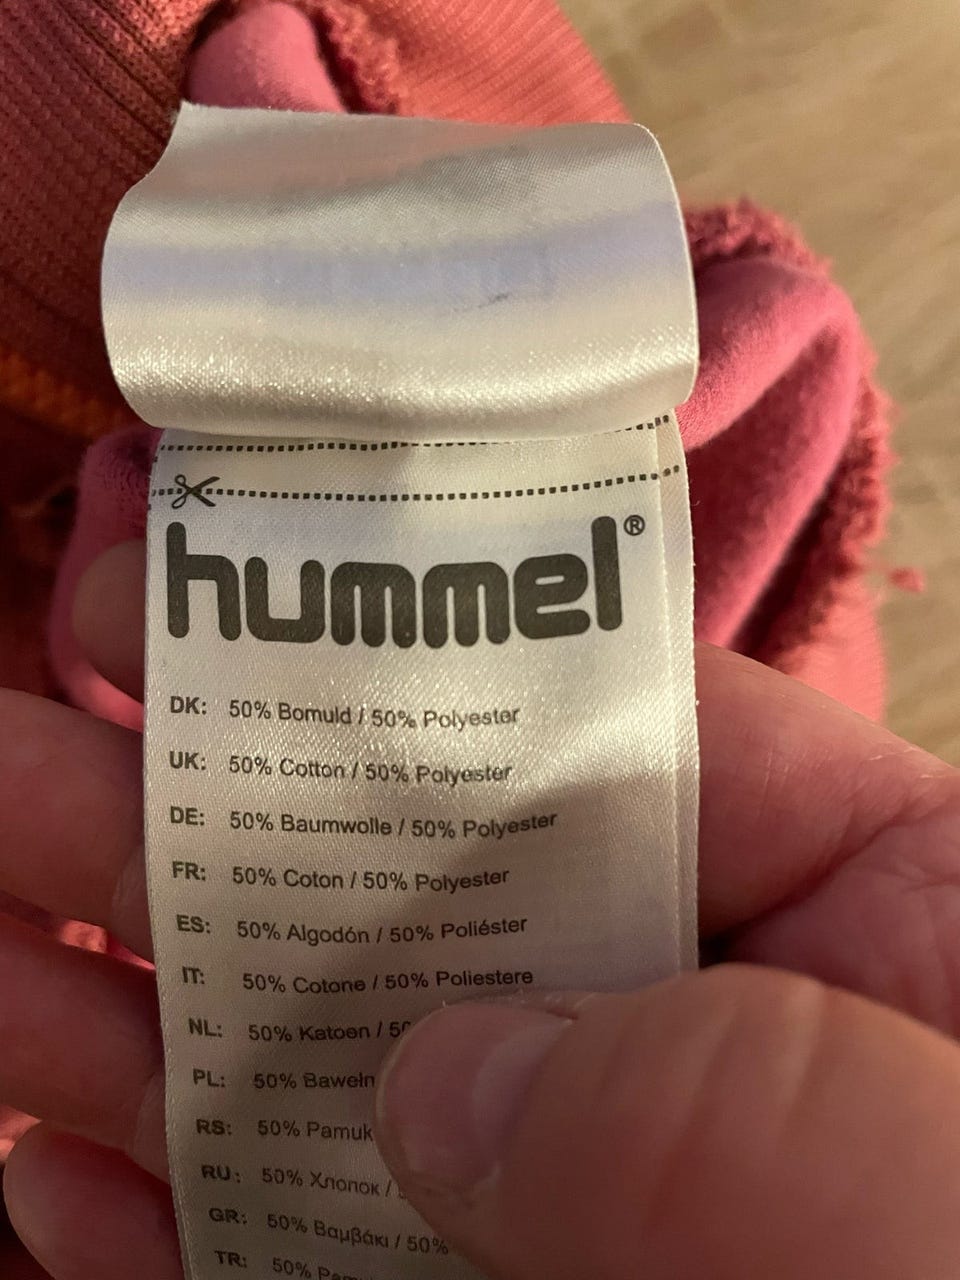 hummel®
DK: 50% Bomuld / 50% Polyester
UK: 50% Cotton / 50% Polyester
DE: 50% Baumwolle / 50% Polyester
FR: 50% Coton / 50% Polyester
ES: 50% Algodón / 50% Poliéster
IT: 50% Cotone / 50% Poliestere
NL: 50% Katoen / 50
PL: 50% Baweln
RS: 50% Pamuk
RU: 50% Хлопок /
GR: 50% Βαμβάκι / 50%
TR: 50%